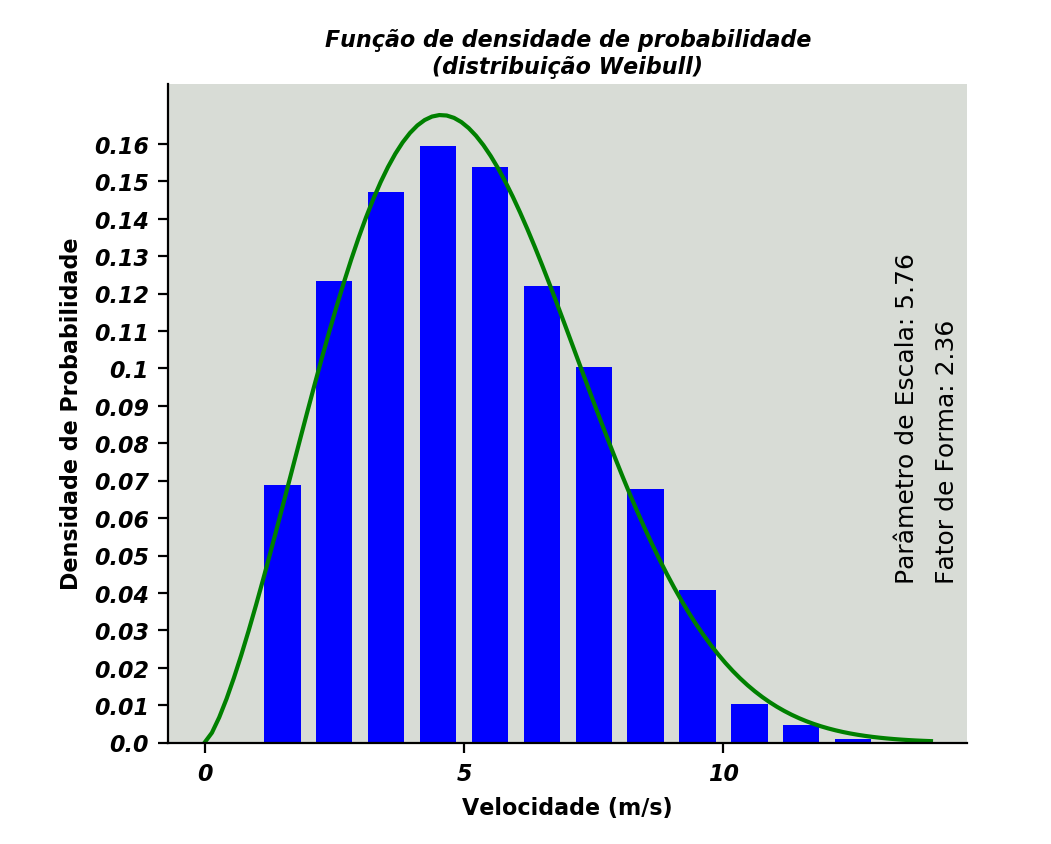 Função de densidade de probabilidade
(distribuição Weibull)
Densidade de Probabilidade
0.16
0.15
0.14
0.13
0.12
0.11
0.1
0.09
0.08
0.07
0.06
0.05
0.04
0.03
0.02
0.01
0.0
0 5 10
Velocidade (m/s)
Parâmetro de Escala: 5.76
Fator de Forma: 2.36